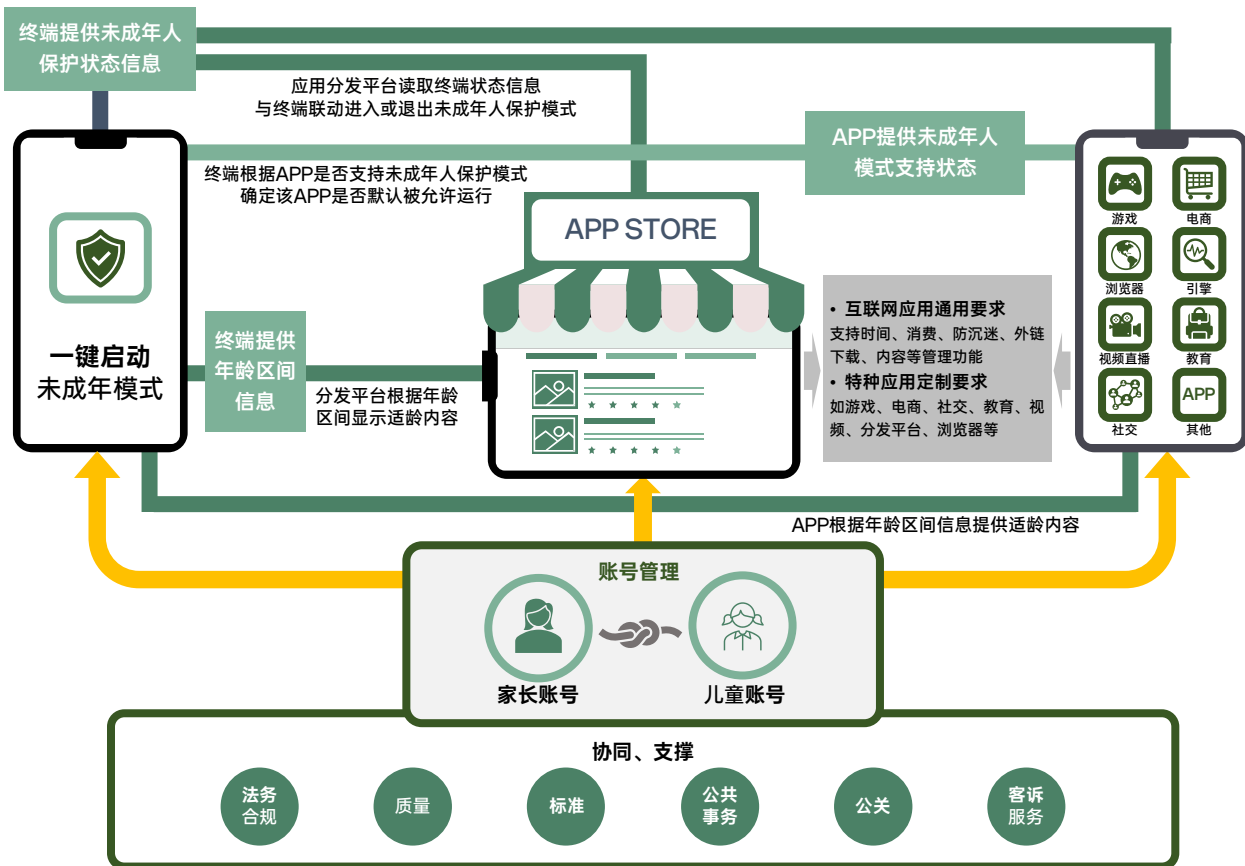 终端提供未成年人
保护状态信息
应用分发平台读取终端状态信息
与终端联动进入或退出未成年人保护模式
APP提供未成年人
模式支持状态
终端根据APP是否支持未成年人保护模式
确定该APP是否默认被允许运行
APP STORE
游戏
电商
浏览器
引擎
视频直播
教育
APP
社交
其他
一键启动
未成年模式
终端提供
年龄区间
信息
分发平台根据年龄
区间显示适龄内容
• 互联网应用通用要求
支持时间、消费、防沉迷、外链
下载、内容等管理功能
• 特种应用定制要求
如游戏、电商、社交、教育、视
频、分发平台、浏览器等
APP根据年龄区间信息提供适龄内容
账号管理
家长账号
儿童账号
协同、支撑
法务
合规
质量
标准
公共
事务
公关
客诉
服务